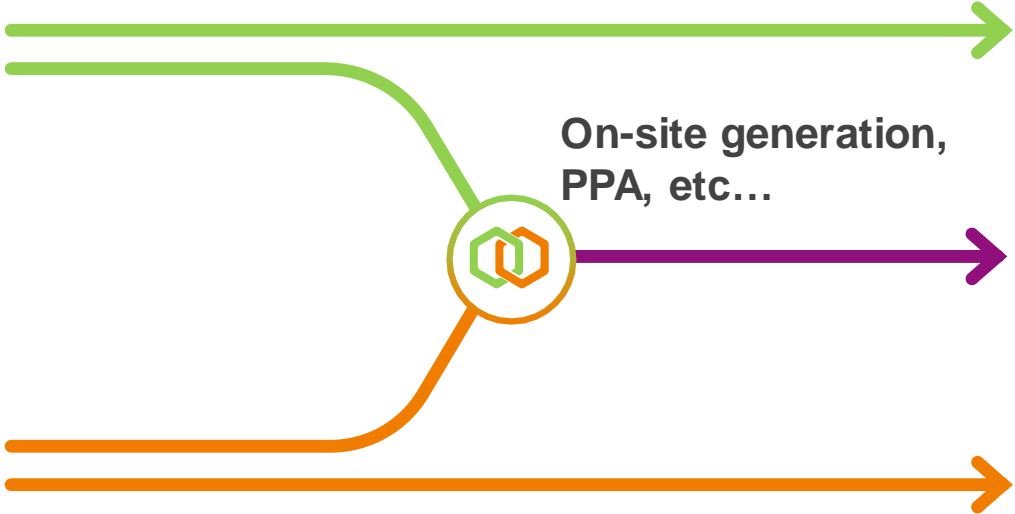 On-site generation,
PPA, etc…